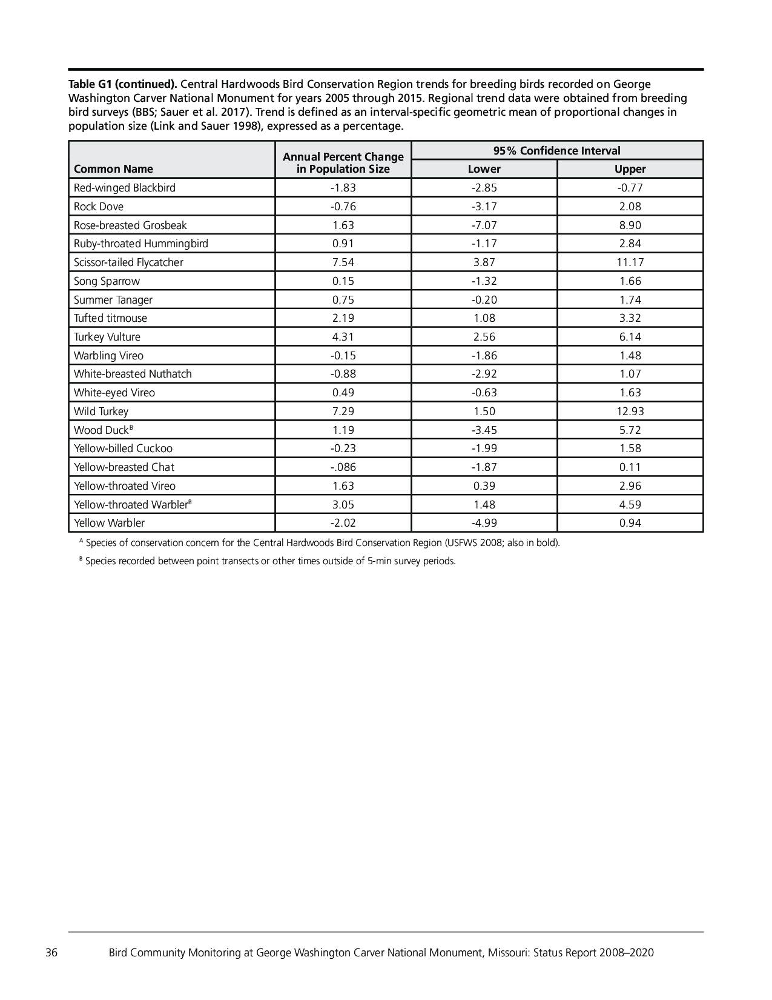 Table G1 (continued). Central Hardwoods Bird Conservation Region trends for breeding birds recorded on George
Washington Carver National Monument for years 2005 through 2015. Regional trend data were obtained from breeding
bird surveys (BBS; Sauer et al. 2017). Trend is defined as an interval-specific geometric mean of proportional changes in
population size (Link and Sauer 1998), expressed as a percentage.
Common Name Annual Percent Change in Population Size 95% Confidence Interval
Lower Upper
Red-winged Blackbird -1.83 -2.85 -0.77
Rock Dove -0.76 -3.17 2.08
Rose-breasted Grosbeak 1.63 -7.07 8.90
Ruby-throated Hummingbird 0.91 -1.17 2.84
Scissor-tailed Flycatcher 7.54 3.87 11.17
Song Sparrow 0.15 -1.32 1.66
Summer Tanager 0.75 -0.20 1.74
Tufted titmouse 2.19 1.08 3.32
Turkey Vulture 4.31 2.56 6.14
Warbling Vireo -0.15 -1.86 1.48
White-breasted Nuthatch -0.88 -2.92 1.07
White-eyed Vireo 0.49 -0.63 1.63
Wild Turkey 7.29 1.50 12.93
Wood Duck^B 1.19 -3.45 5.72
Yellow-billed Cuckoo -0.23 -1.99 1.58
Yellow-breasted Chat -.086 -1.87 0.11
Yellow-throated Vireo 1.63 0.39 2.96
Yellow-throated Warbler^B 3.05 1.48 4.59
Yellow Warbler -2.02 -4.99 0.94
^A Species of conservation concern for the Central Hardwoods Bird Conservation Region (USFWS 2008; also in bold).
^B Species recorded between point transects or other times outside of 5-min survey periods.
36 Bird Community Monitoring at George Washington Carver National Monument, Missouri: Status Report 2008–2020